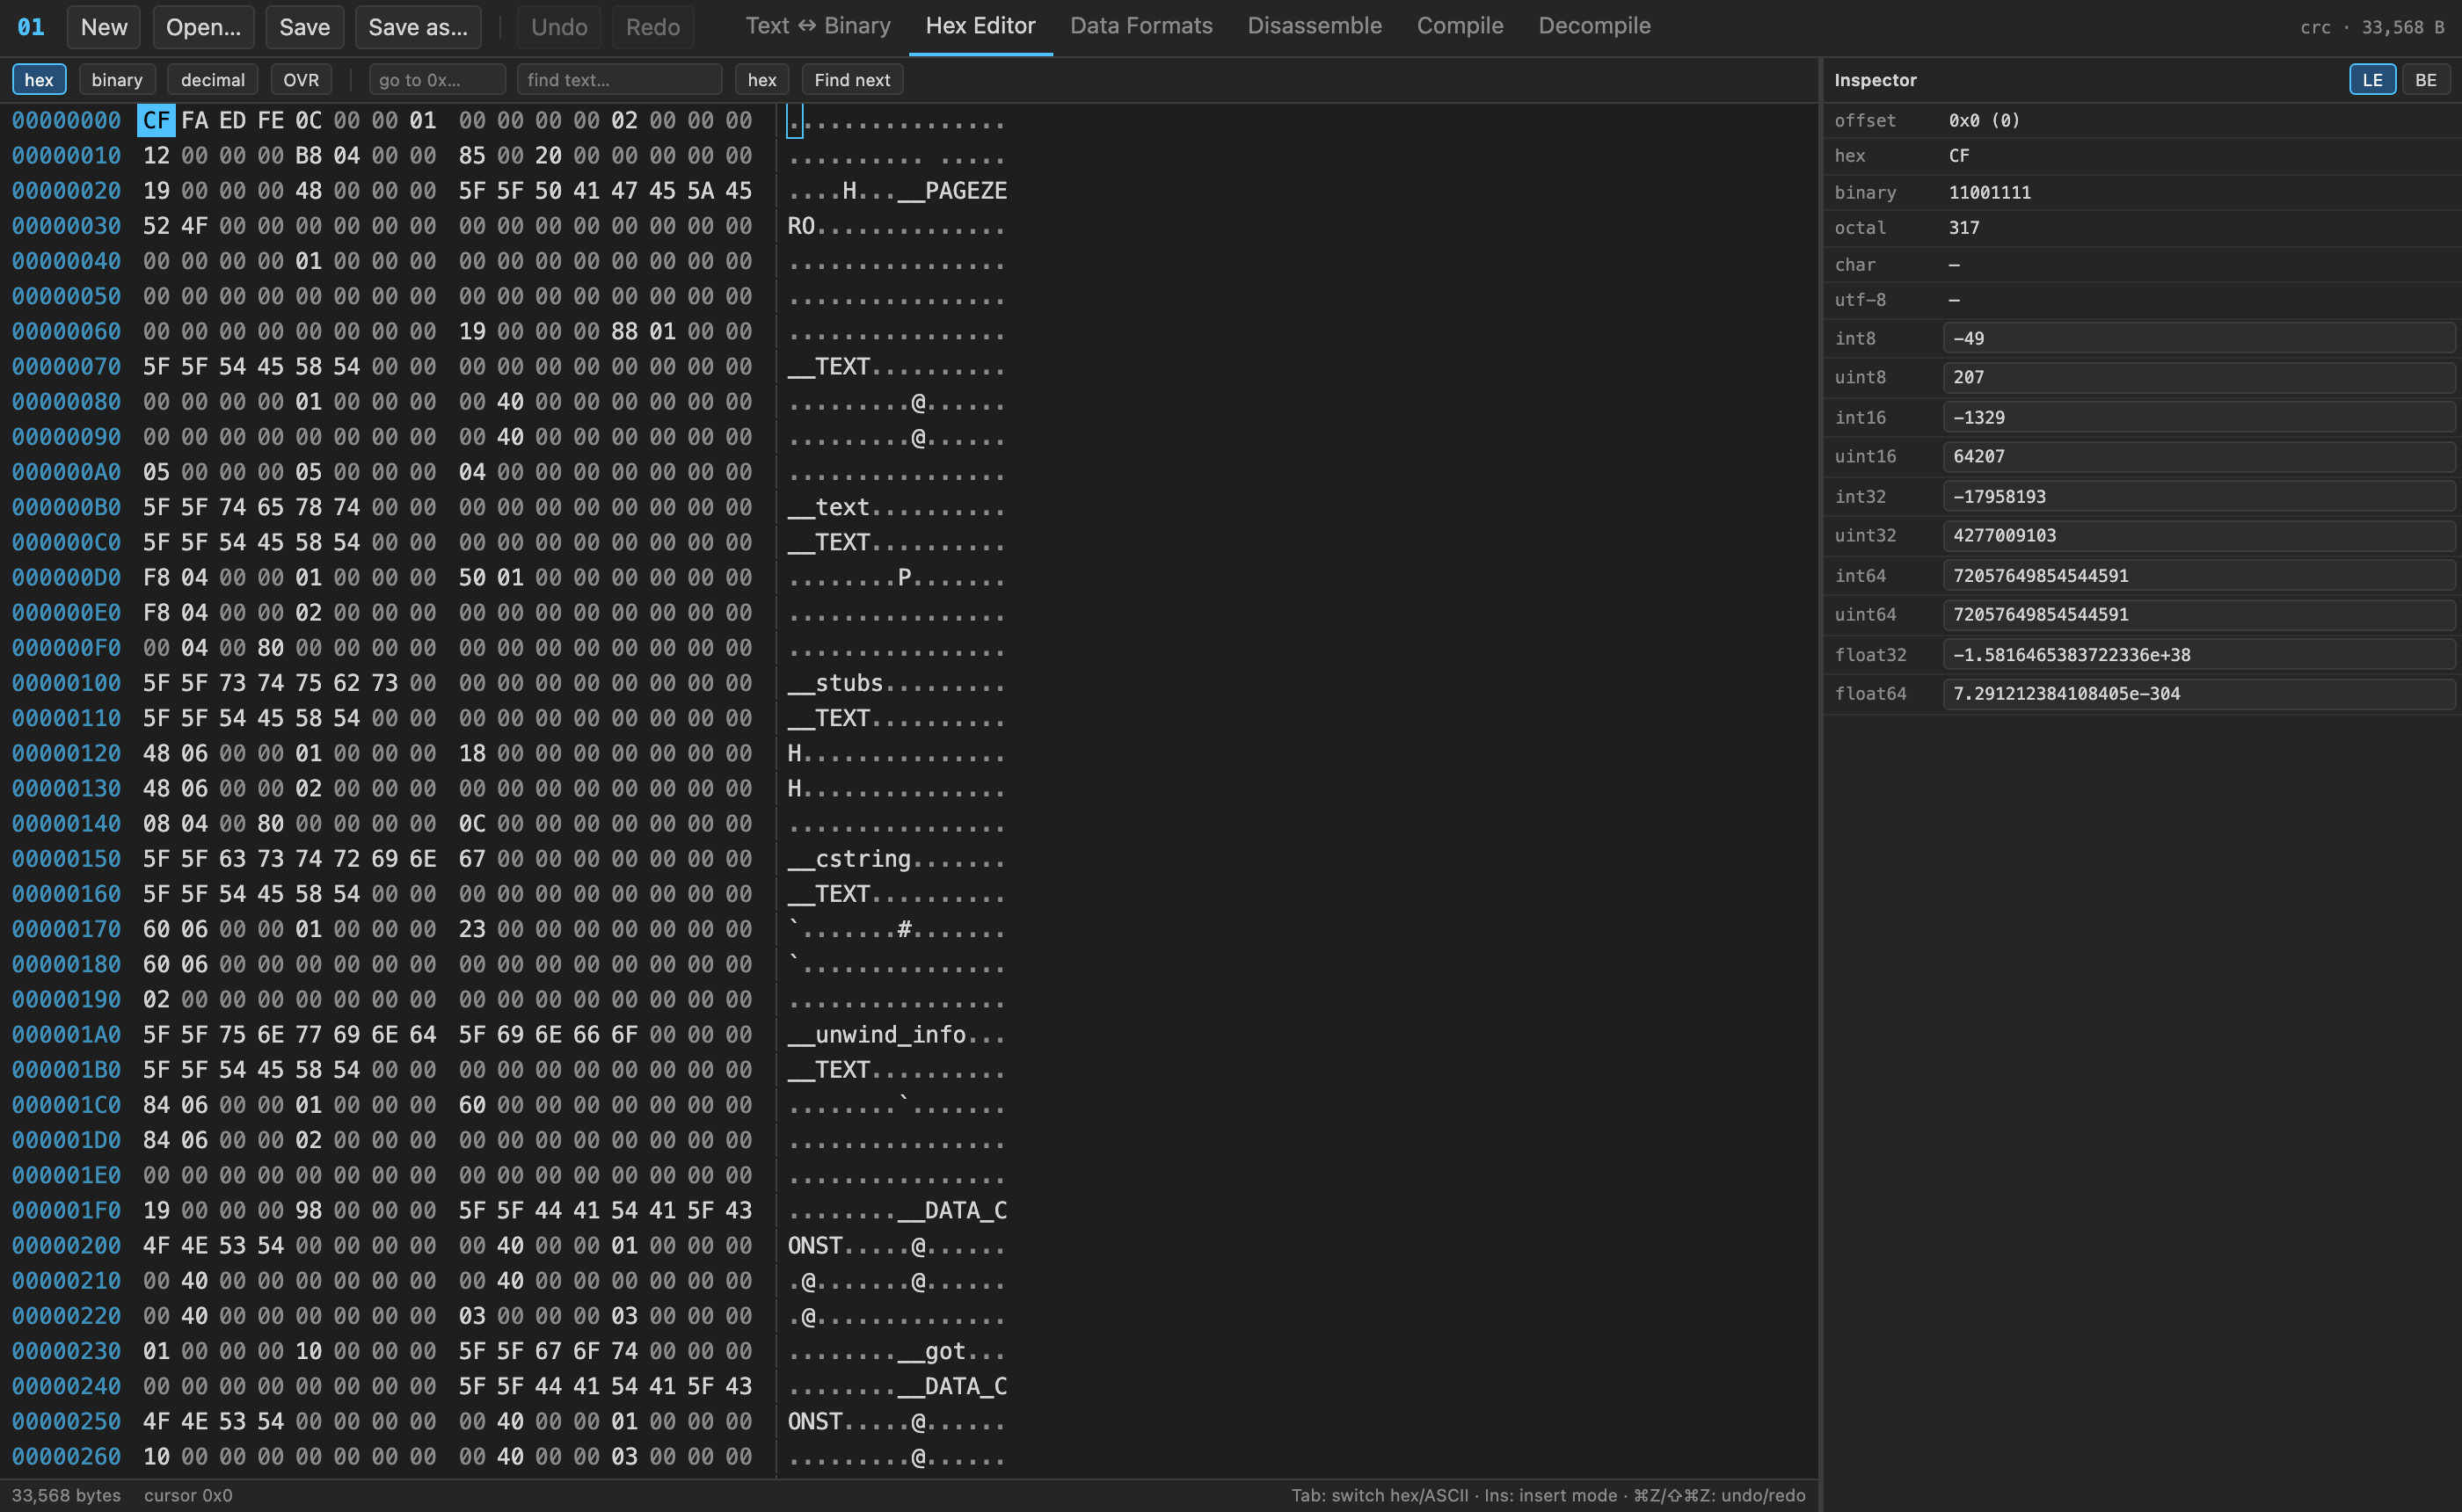 01 New Open... Save Save as... Undo Redo Text ↔ Binary Hex Editor Data Formats Disassemble Compile Decompile crc · 33,568 B
hex binary decimal OVR go to 0x... find text... hex Find next
00000000 CF FA ED FE 0C 00 00 01 00 00 00 00 02 00 00 00 ................
00000010 12 00 00 00 B8 04 00 00 85 00 20 00 00 00 00 00 .......... .....
00000020 19 00 00 00 48 00 00 00 5F 5F 50 41 47 45 5A 45 ....H...__PAGEZE
00000030 52 4F 00 00 00 00 00 00 00 00 00 00 00 00 00 00 RO..............
00000040 00 00 00 00 01 00 00 00 00 00 00 00 00 00 00 00 ................
00000050 00 00 00 00 00 00 00 00 00 00 00 00 00 00 00 00 ................
00000060 00 00 00 00 00 00 00 00 19 00 00 00 88 01 00 00 ................
00000070 5F 5F 54 45 58 54 00 00 00 00 00 00 00 00 00 00 __TEXT..........
00000080 00 00 00 00 01 00 00 00 00 40 00 00 00 00 00 00 .........@......
00000090 00 00 00 00 00 00 00 00 00 40 00 00 00 00 00 00 .........@......
000000A0 05 00 00 00 05 00 00 00 04 00 00 00 00 00 00 00 ................
000000B0 5F 5F 74 65 78 74 00 00 00 00 00 00 00 00 00 00 __text..........
000000C0 5F 5F 54 45 58 54 00 00 00 00 00 00 00 00 00 00 __TEXT..........
000000D0 F8 04 00 00 01 00 00 00 50 01 00 00 00 00 00 00 ........P.......
000000E0 F8 04 00 00 02 00 00 00 00 00 00 00 00 00 00 00 ................
000000F0 00 04 00 80 00 00 00 00 00 00 00 00 00 00 00 00 ................
00000100 5F 5F 73 74 75 62 73 00 00 00 00 00 00 00 00 00 __stubs.........
00000110 5F 5F 54 45 58 54 00 00 00 00 00 00 00 00 00 00 __TEXT..........
00000120 48 06 00 00 01 00 00 00 18 00 00 00 00 00 00 00 H...............
00000130 48 06 00 00 02 00 00 00 00 00 00 00 00 00 00 00 H...............
00000140 08 04 00 80 00 00 00 00 0C 00 00 00 00 00 00 00 ................
00000150 5F 5F 63 73 74 72 69 6E 67 00 00 00 00 00 00 00 __cstring.......
00000160 5F 5F 54 45 58 54 00 00 00 00 00 00 00 00 00 00 __TEXT..........
00000170 60 06 00 00 01 00 00 00 23 00 00 00 00 00 00 00 `.......#.......
00000180 60 06 00 00 00 00 00 00 00 00 00 00 00 00 00 00 `...............
00000190 02 00 00 00 00 00 00 00 00 00 00 00 00 00 00 00 ................
000001A0 5F 5F 75 6E 77 69 6E 64 5F 69 6E 66 6F 00 00 00 __unwind_info...
000001B0 5F 5F 54 45 58 54 00 00 00 00 00 00 00 00 00 00 __TEXT..........
000001C0 84 06 00 00 01 00 00 00 60 00 00 00 00 00 00 00 ........`.......
000001D0 84 06 00 00 02 00 00 00 00 00 00 00 00 00 00 00 ................
000001E0 00 00 00 00 00 00 00 00 00 00 00 00 00 00 00 00 ................
000001F0 19 00 00 00 98 00 00 00 5F 5F 44 41 54 41 5F 43 ........__DATA_C
00000200 4F 4E 53 54 00 00 00 00 00 40 00 00 01 00 00 00 ONST.....@......
00000210 00 40 00 00 00 00 00 00 00 40 00 00 00 00 00 00 .@.......@......
00000220 00 40 00 00 00 00 00 00 03 00 00 00 03 00 00 00 .@..............
00000230 01 00 00 00 10 00 00 00 5F 5F 67 6F 74 00 00 00 ........__got...
00000240 00 00 00 00 00 00 00 00 5F 5F 44 41 54 41 5F 43 ........__DATA_C
00000250 4F 4E 53 54 00 00 00 00 00 40 00 00 01 00 00 00 ONST.....@......
00000260 10 00 00 00 00 00 00 00 00 40 00 00 03 00 00 00 .........@......
33,568 bytes cursor 0x0 Tab: switch hex/ASCII · Ins: insert mode · ⌘Z/⇧⌘Z: undo/redo
Inspector LE BE
offset 0x0 (0)
hex CF
binary 11001111
octal 317
char —
utf-8 —
int8 -49
uint8 207
int16 -1329
uint16 64207
int32 -17958193
uint32 4277009103
int64 72057649854544591
uint64 72057649854544591
float32 -1.5816465383722336e+38
float64 7.291212384108405e-304